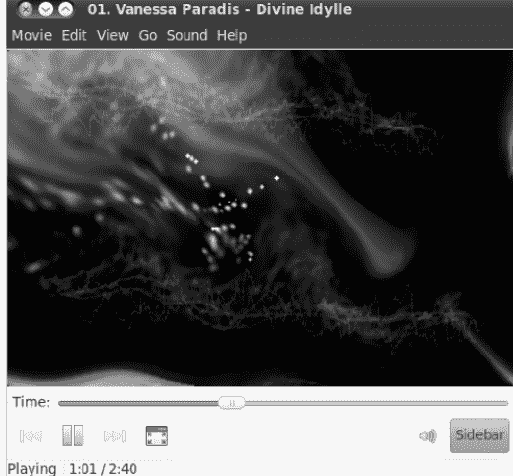 01. Vanessa Paradis - Divine Idylle
Movie Edit View Go Sound Help
Time:
Sidebar
Playing 1:01 / 2:40